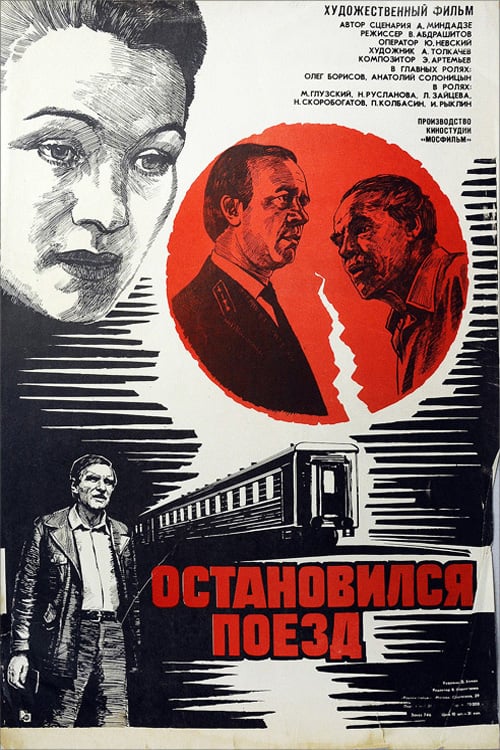 ХУДОЖЕСТВЕННЫЙ ФИЛЬМ
АВТОР СЦЕНАРИЯ А. МИНДАДЗЕ
РЕЖИССЕР В. АБДРАШИТОВ
ОПЕРАТОР Ю. НЕВСКИЙ
ХУДОЖНИК А. ТОЛКАЧЕВ
КОМПОЗИТОР Э. АРТЕМЬЕВ
В ГЛАВНЫХ РОЛЯХ:
ОЛЕГ БОРИСОВ, АНАТОЛИЙ СОЛОНИЦЫН
В РОЛЯХ:
М. ГЛУЗСКИЙ, Н. РУСЛАНОВА, Л. ЗАЙЦЕВА,
Н. СКОРОБОГАТОВ, П. КОЛБАСИН, И. РЫКЛИН
ПРОИЗВОДСТВО
КИНОСТУДИИ
«МОСФИЛЬМ»
ОСТАНОВИЛСЯ
ПОЕЗД